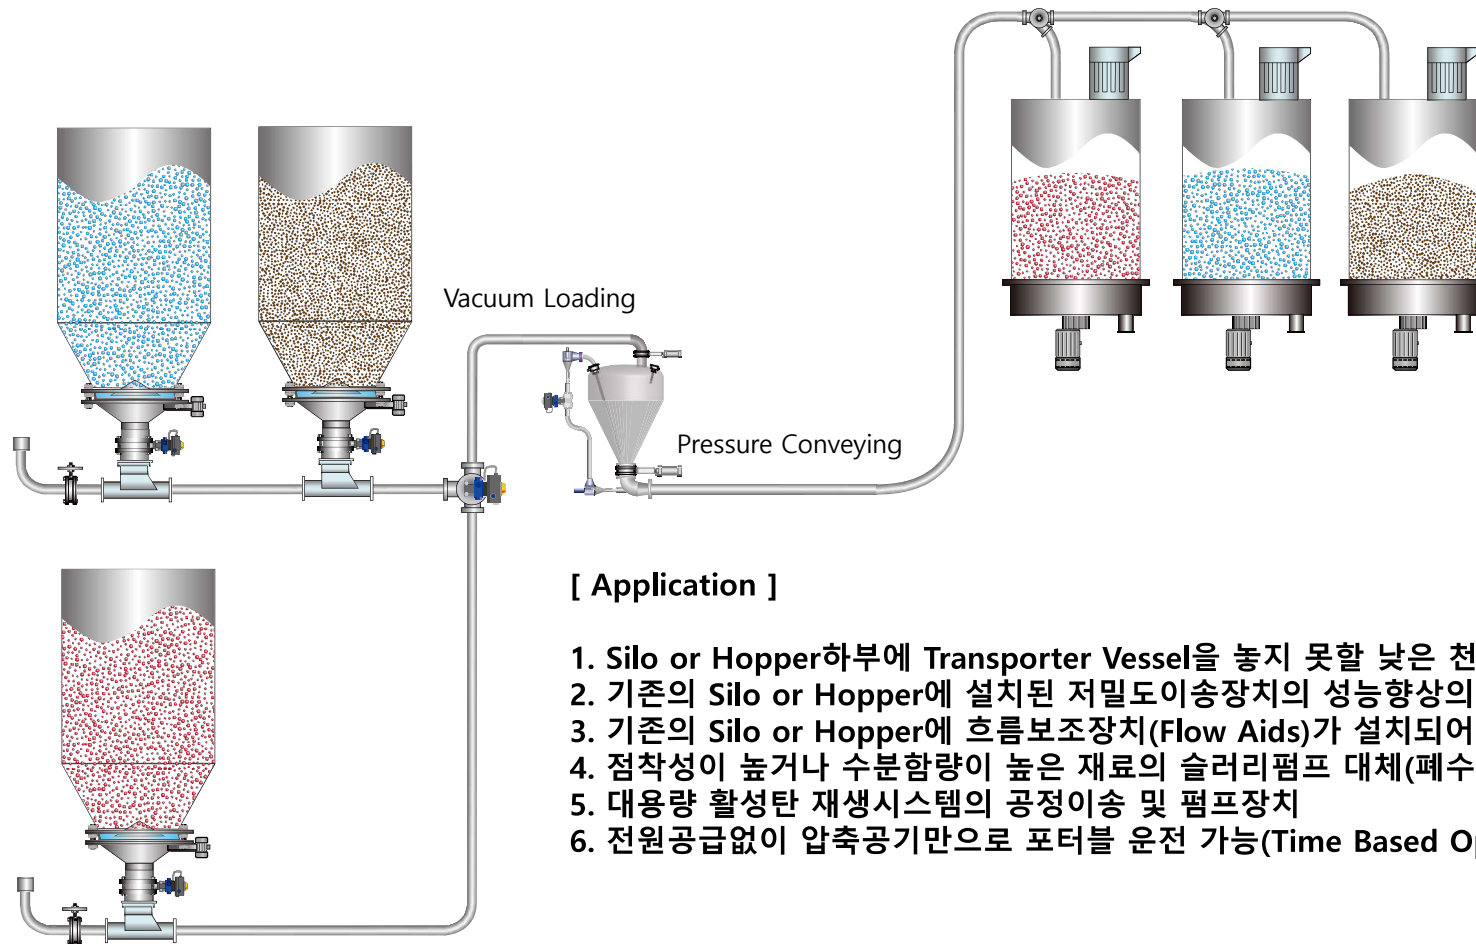 Vacuum Loading
Pressure Conveying
[ Application ]
1. Silo or Hopper하부에 Transporter Vessel을 놓지 못할 낮은 천
2. 기존의 Silo or Hopper에 설치된 저밀도이송장치의 성능향상의
3. 기존의 Silo or Hopper에 흐름보조장치(Flow Aids)가 설치되어
4. 점착성이 높거나 수분함량이 높은 재료의 슬러리펌프 대체(폐수
5. 대용량 활성탄 재생시스템의 공정이송 및 펌프장치
6. 전원공급없이 압축공기만으로 포터블 운전 가능(Time Based Op